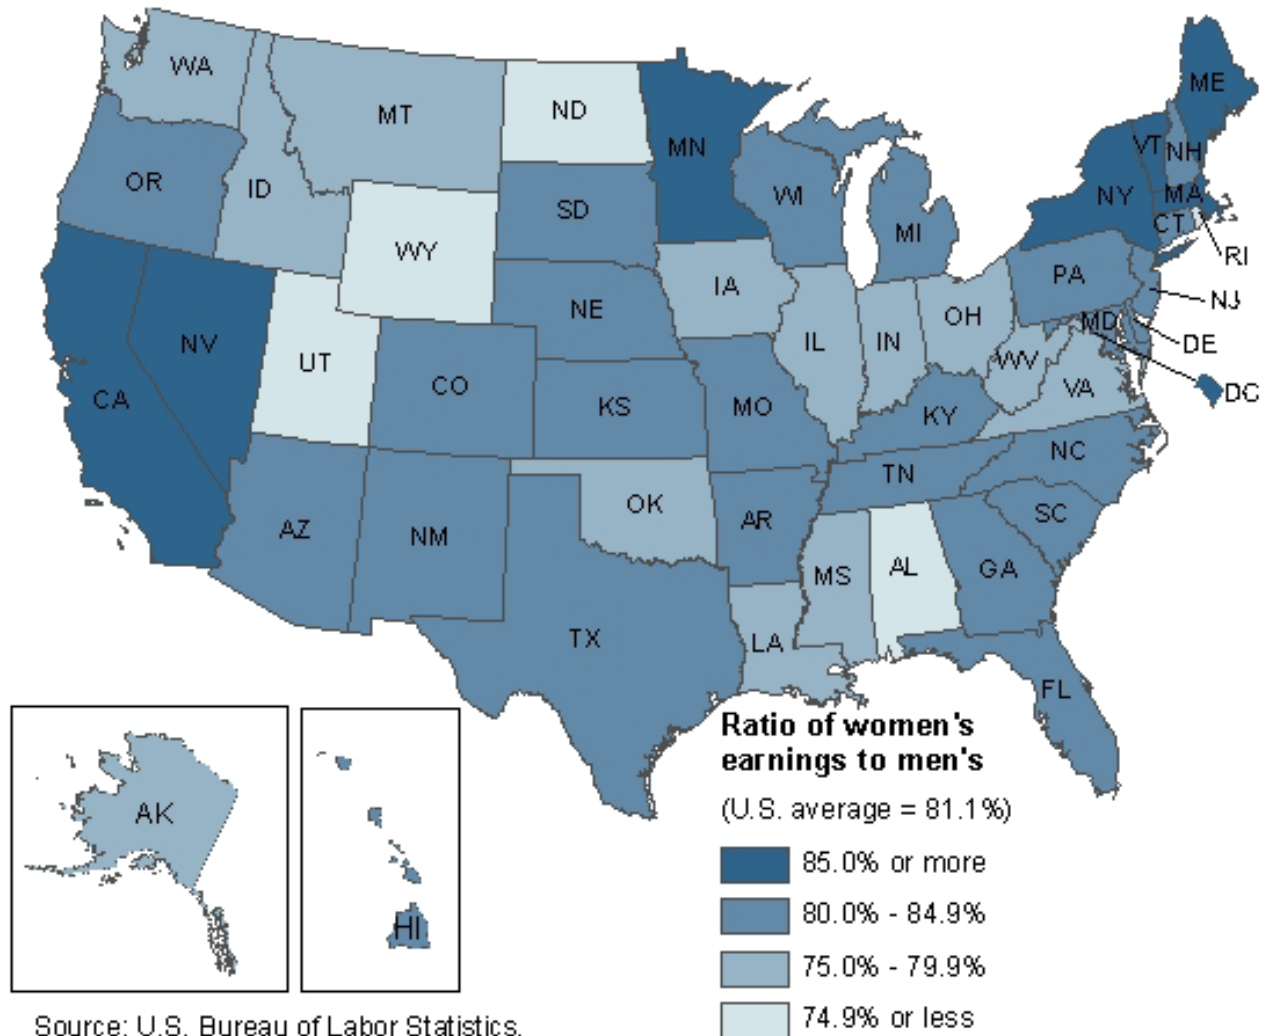 WA
MT
ND
MN
ME
VT
NH
OR
ID
SD
WI
MI
NY
MA
CT
RI
WY
IA
PA
NJ
NE
OH
MD
DE
NV
UT
CO
IL
IN
WV
VA
DC
CA
KS
MO
KY
NC
TN
OK
AR
SC
AZ
NM
MS
AL
GA
TX
LA
FL
AK
HI
Ratio of women's
earnings to men's
(U.S. average = 81.1%)
85.0% or more
80.0% - 84.9%
75.0% - 79.9%
74.9% or less
Source: U.S. Bureau of Labor Statistics.